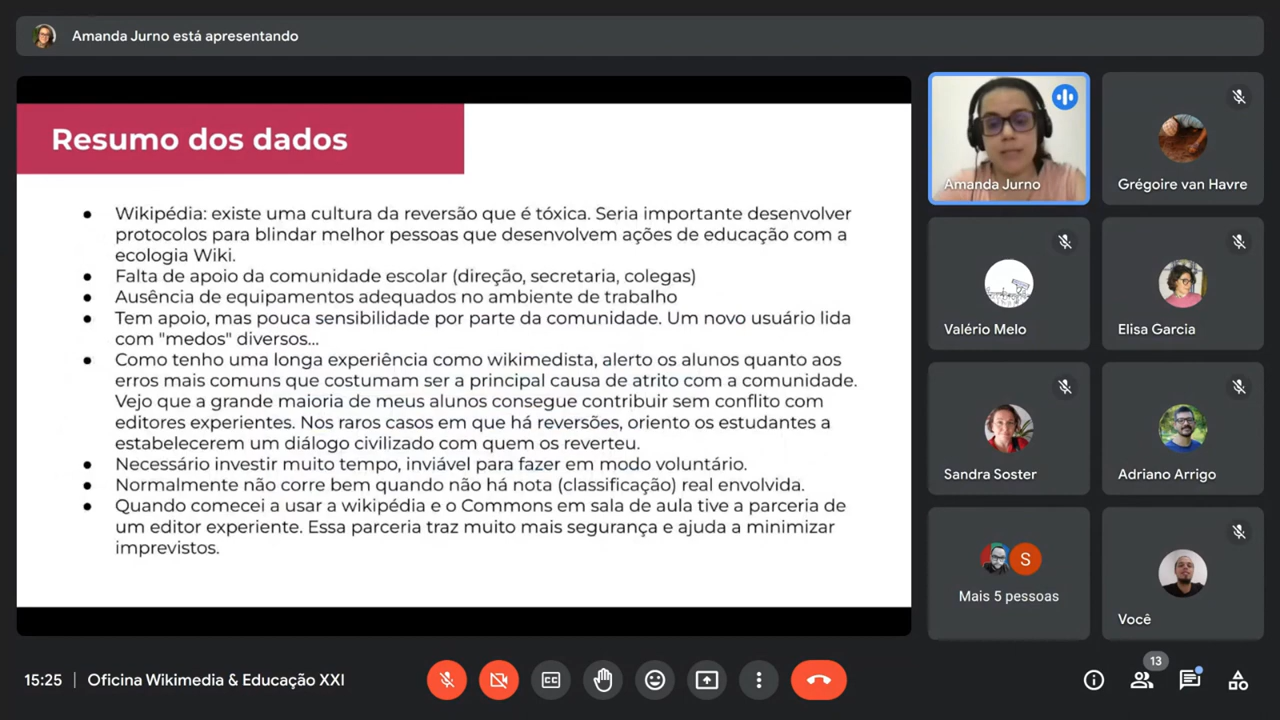 Amanda Jurno está apresentando
Resumo dos dados
● Wikipédia: existe uma cultura da reversão que é tóxica. Seria importante desenvolver
protocolos para blindar melhor pessoas que desenvolvem ações de educação com a
ecologia Wiki.
● Falta de apoio da comunidade escolar (direção, secretaria, colegas)
● Ausência de equipamentos adequados no ambiente de trabalho
● Tem apoio, mas pouca sensibilidade por parte da comunidade. Um novo usuário lida
com "medos" diversos...
● Como tenho uma longa experiência como wikimedista, alerto os alunos quanto aos
erros mais comuns que costumam ser a principal causa de atrito com a comunidade.
Vejo que a grande maioria de meus alunos consegue contribuir sem conflito com
editores experientes. Nos raros casos em que há reversões, oriento os estudantes a
estabelecerem um diálogo civilizado com quem os reverteu.
● Necessário investir muito tempo, inviável para fazer em modo voluntário.
● Normalmente não corre bem quando não há nota (classificação) real envolvida.
● Quando comecei a usar a wikipédia e o Commons em sala de aula tive a parceria de
um editor experiente. Essa parceria traz muito mais segurança e ajuda a minimizar
imprevistos.
Amanda Jurno
Grégoire van Havre
Valério Melo
Elisa Garcia
Sandra Soster
Adriano Arrigo
S
Mais 5 pessoas
Você
15:25 | Oficina Wikimedia & Educação XXI
CC
13